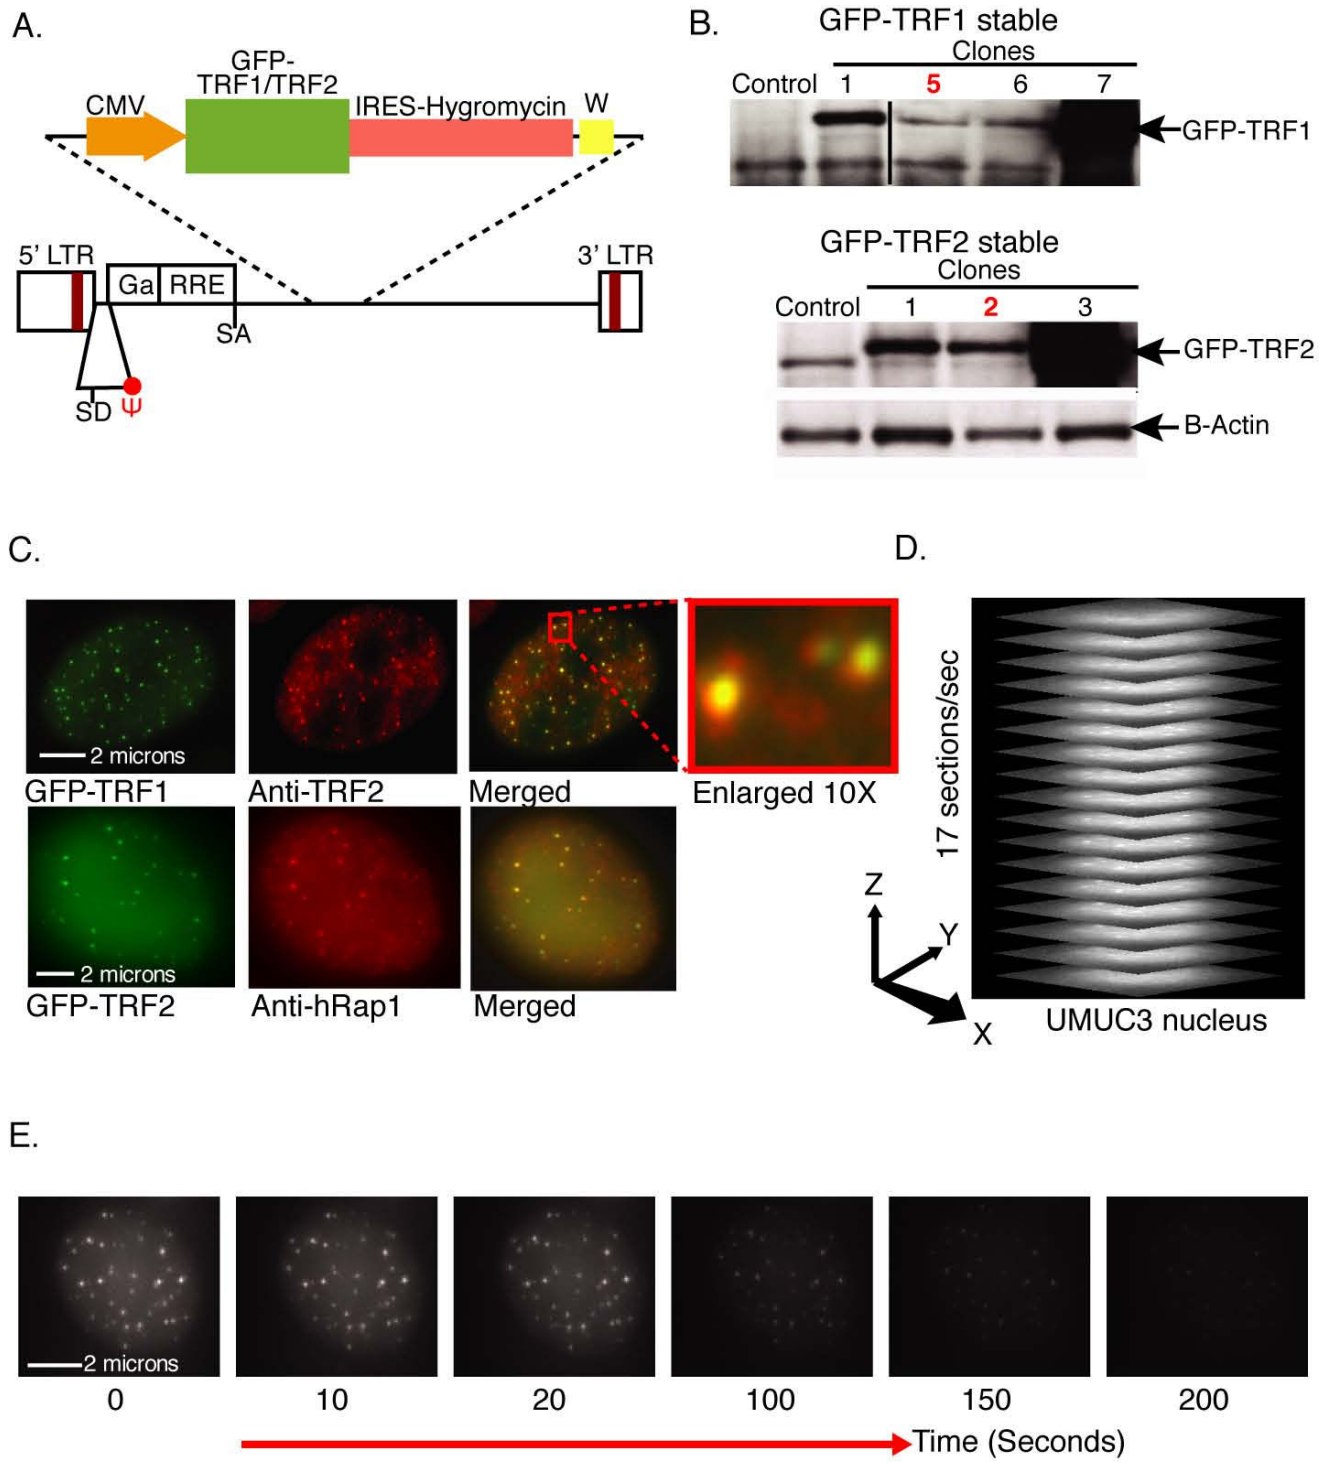 A.
GFP-
TRF1/TRF2
CMV
IRES-Hygromycin
W
5’ LTR
3’ LTR
Ga
RRE
SA
SD
Ψ
B.
GFP-TRF1 stable
Clones
Control 1 5 6 7
GFP-TRF1
GFP-TRF2 stable
Clones
Control 1 2 3
GFP-TRF2
B-Actin
C.
2 microns
GFP-TRF1 Anti-TRF2 Merged Enlarged 10X
2 microns
GFP-TRF2 Anti-hRap1 Merged
D.
17 sections/sec
Z
Y
X
UMUC3 nucleus
E.
2 microns
0 10 20 100 150 200
Time (Seconds)